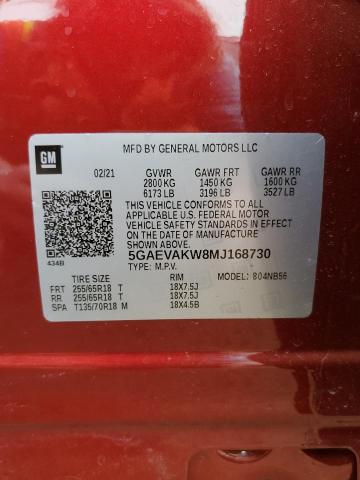 GM
MFD BY GENERAL MOTORS LLC
02/21 GVWR GAWR FRT GAWR RR
2800 KG 1450 KG 1600 KG
6173 LB 3196 LB 3527 LB
THIS VEHICLE CONFORMS TO ALL
APPLICABLE U.S. FEDERAL MOTOR
VEHICLE SAFETY STANDARDS IN EFFECT
ON THE DATE OF MANUFACTURE
434B
5GAEVAKW8MJ168730
TYPE: M.P.V. MODEL: 804NB56
TIRE SIZE RIM
FRT 255/65R18 T 18X7.5J
RR 255/65R18 T 18X7.5J
SPA T135/70R18 M 18X4.5B